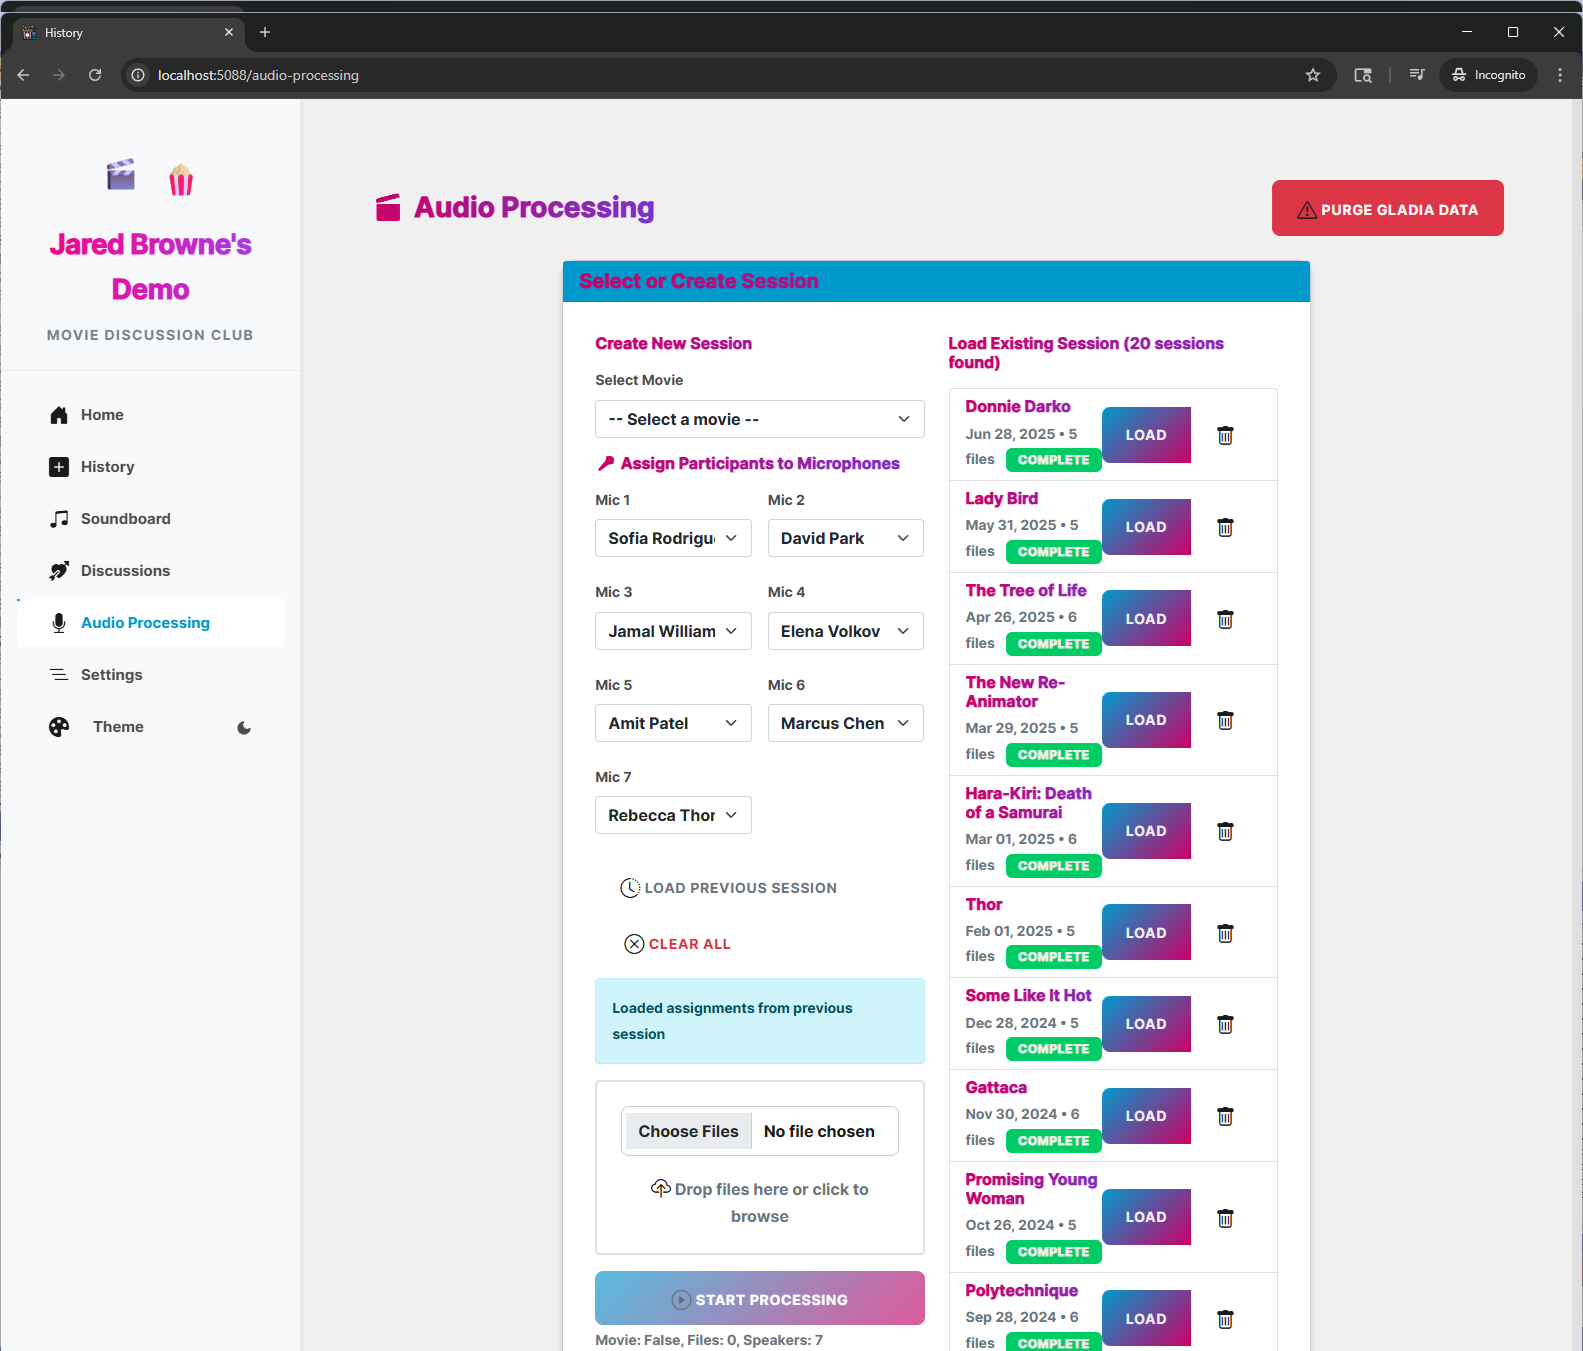 History
localhost:5088/audio-processing
Incognito
Jared Browne's
Demo
MOVIE DISCUSSION CLUB
Home
History
Soundboard
Discussions
Audio Processing
Settings
Theme
Audio Processing
PURGE GLADIA DATA
Select or Create Session
Create New Session
Select Movie
-- Select a movie --
Assign Participants to Microphones
Mic 1
Mic 2
Sofia Rodrigu
David Park
Mic 3
Mic 4
Jamal William
Elena Volkov
Mic 5
Mic 6
Amit Patel
Marcus Chen
Mic 7
Rebecca Thor
LOAD PREVIOUS SESSION
CLEAR ALL
Loaded assignments from previous
session
Choose Files No file chosen
Drop files here or click to
browse
START PROCESSING
Movie: False, Files: 0, Speakers: 7
Load Existing Session (20 sessions
found)
Donnie Darko
Jun 28, 2025 • 5
files COMPLETE
LOAD
Lady Bird
May 31, 2025 • 5
files COMPLETE
LOAD
The Tree of Life
Apr 26, 2025 • 6
files COMPLETE
LOAD
The New Re-
Animator
Mar 29, 2025 • 5
files COMPLETE
LOAD
Hara-Kiri: Death
of a Samurai
Mar 01, 2025 • 6
files COMPLETE
LOAD
Thor
Feb 01, 2025 • 5
files COMPLETE
LOAD
Some Like It Hot
Dec 28, 2024 • 5
files COMPLETE
LOAD
Gattaca
Nov 30, 2024 • 6
files COMPLETE
LOAD
Promising Young
Woman
Oct 26, 2024 • 5
files COMPLETE
LOAD
Polytechnique
Sep 28, 2024 • 6
files COMPLETE
LOAD